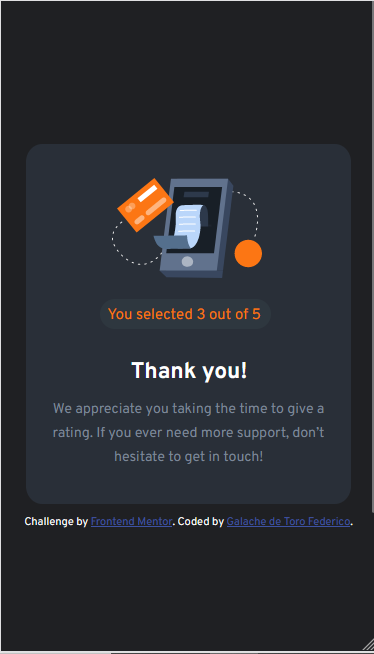 You selected 3 out of 5
Thank you!
We appreciate you taking the time to give a
rating. If you ever need more support, don’t
hesitate to get in touch!
Challenge by Frontend Mentor. Coded by Galache de Toro Federico.